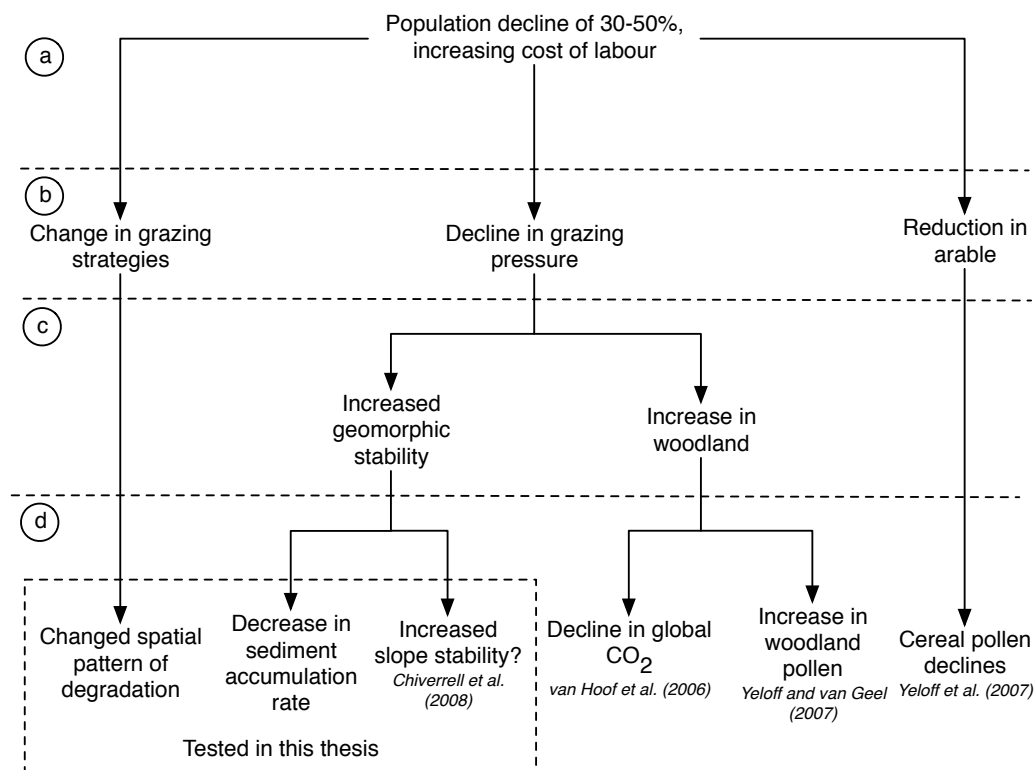 Population decline of 30-50%,
increasing cost of labour
a
b
Change in grazing
strategies
Decline in grazing
pressure
Reduction in
arable
c
Increased
geomorphic
stability
Increase in
woodland
d
Changed spatial
pattern of
degradation
Decrease in
sediment
accumulation
rate
Increased
slope stability?
Chiverrell et al.
(2008)
Decline in global
CO2
van Hoof et al. (2006)
Increase in
woodland
pollen
Yeloff and van Geel
(2007)
Cereal pollen
declines
Yeloff et al. (2007)
Tested in this thesis